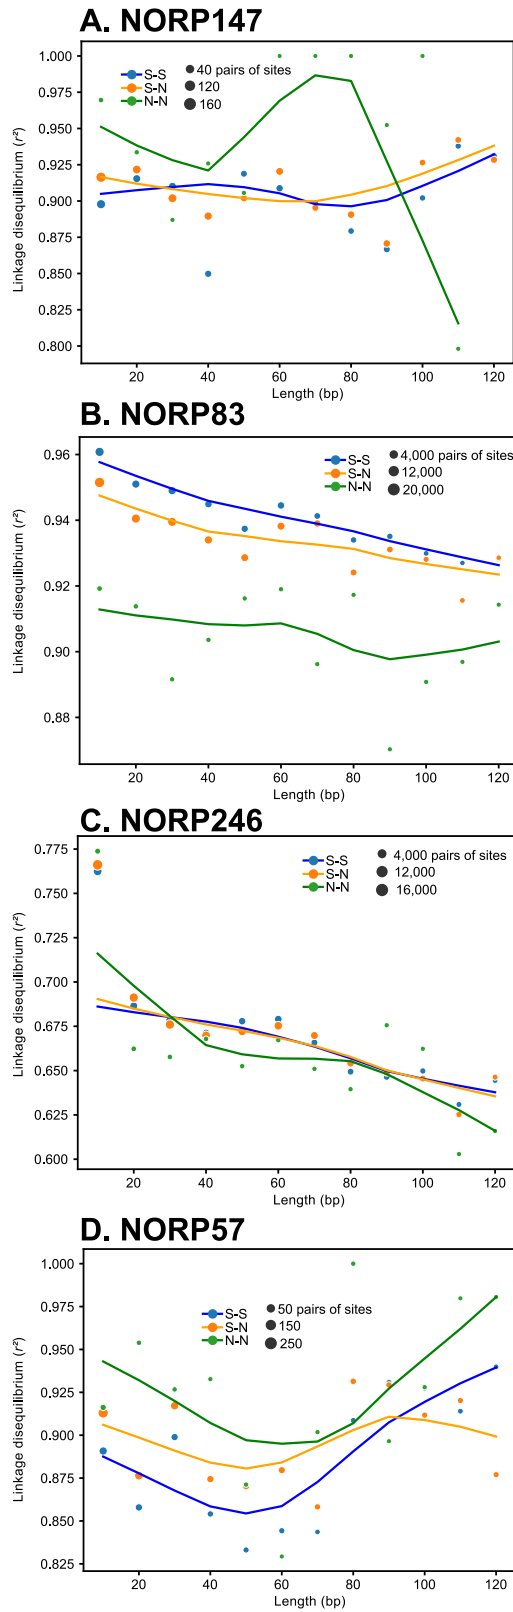 A. NORP147
1.000
0.975
0.950
0.925
0.900
0.875
0.850
0.825
0.800
Linkage disequilibrium (r²)
S-S
S-N
N-N
40 pairs of sites
120
160
20 40 60 80 100 120
Length (bp)
B. NORP83
0.96
0.94
0.92
0.90
0.88
Linkage disequilibrium (r²)
S-S
S-N
N-N
4,000 pairs of sites
12,000
20,000
20 40 60 80 100 120
Length (bp)
C. NORP246
0.775
0.750
0.725
0.700
0.675
0.650
0.625
0.600
Linkage disequilibrium (r²)
S-S
S-N
N-N
4,000 pairs of sites
12,000
16,000
20 40 60 80 100 120
Length (bp)
D. NORP57
1.000
0.975
0.950
0.925
0.900
0.875
0.850
0.825
Linkage disequilibrium (r²)
S-S
S-N
N-N
50 pairs of sites
150
250
20 40 60 80 100 120
Length (bp)